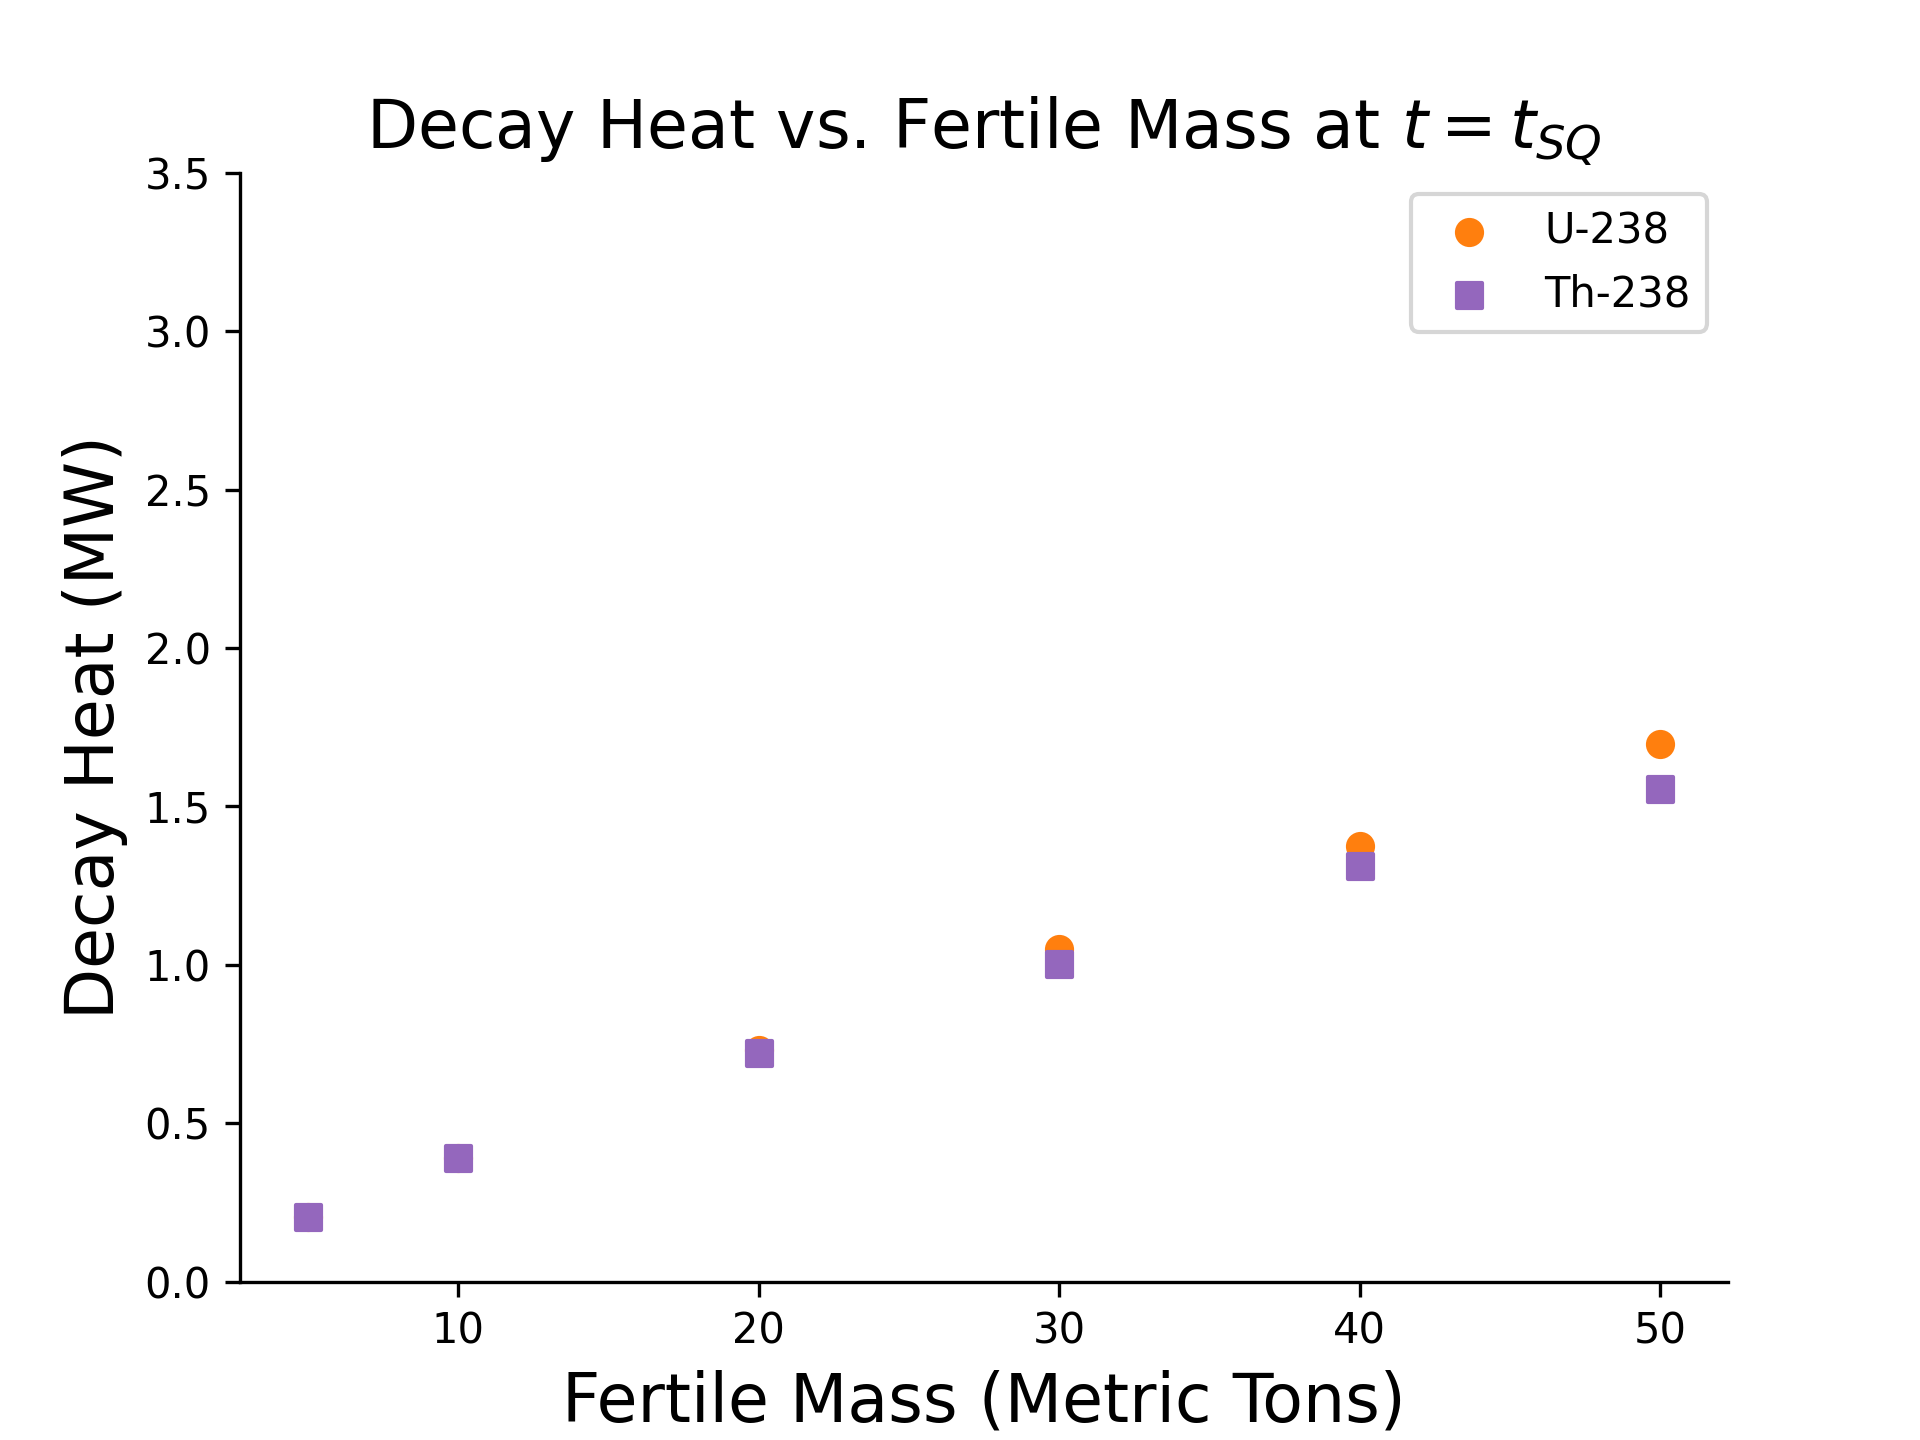 Decay Heat vs. Fertile Mass at t = t_SQ
3.5
3.0
2.5
2.0
1.5
1.0
0.5
0.0
Decay Heat (MW)
U-238
Th-238
10 20 30 40 50
Fertile Mass (Metric Tons)